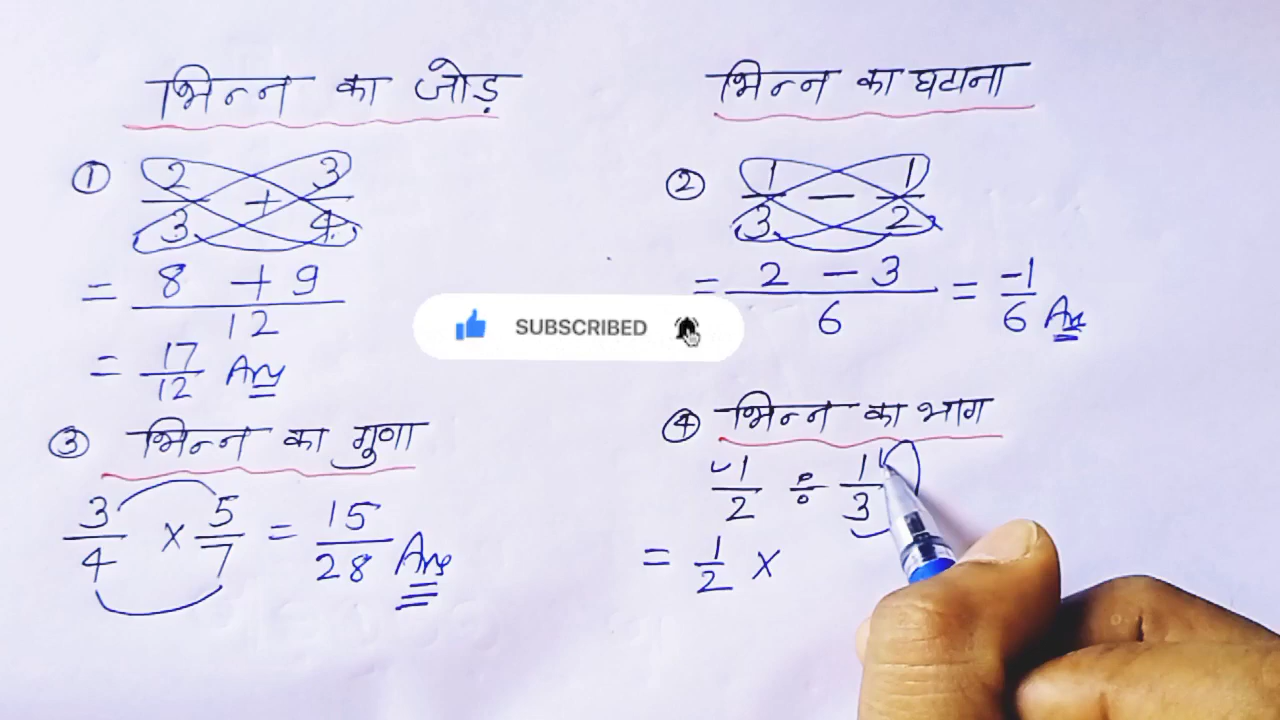 भिन्न का जोड़
① 2/3 + 3/4
= 8 + 9 / 12
= 17/12 Ans
भिन्न का घटाना
② 1/3 − 1/2
= 2 − 3 / 6 = −1/6 Ans
SUBSCRIBED
③ भिन्न का गुणा
3/4 × 5/7 = 15/28 Ans
④ भिन्न का भाग
1/2 ÷ 1/3
= 1/2 ×